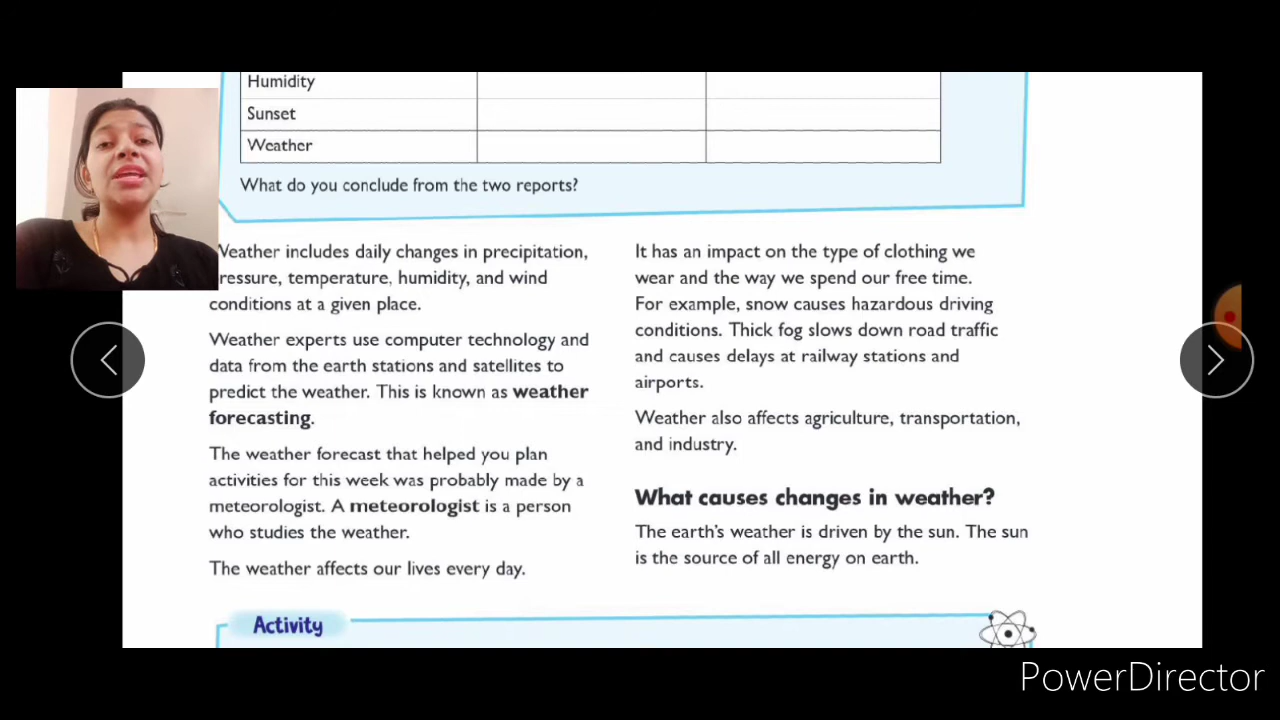 Humidity
Sunset
Weather
What do you conclude from the two reports?
Weather includes daily changes in precipitation,
pressure, temperature, humidity, and wind
conditions at a given place.
Weather experts use computer technology and
data from the earth stations and satellites to
predict the weather. This is known as weather
forecasting.
The weather forecast that helped you plan
activities for this week was probably made by a
meteorologist. A meteorologist is a person
who studies the weather.
The weather affects our lives every day.
It has an impact on the type of clothing we
wear and the way we spend our free time.
For example, snow causes hazardous driving
conditions. Thick fog slows down road traffic
and causes delays at railway stations and
airports.
Weather also affects agriculture, transportation,
and industry.
What causes changes in weather?
The earth's weather is driven by the sun. The sun
is the source of all energy on earth.
Activity
PowerDirector